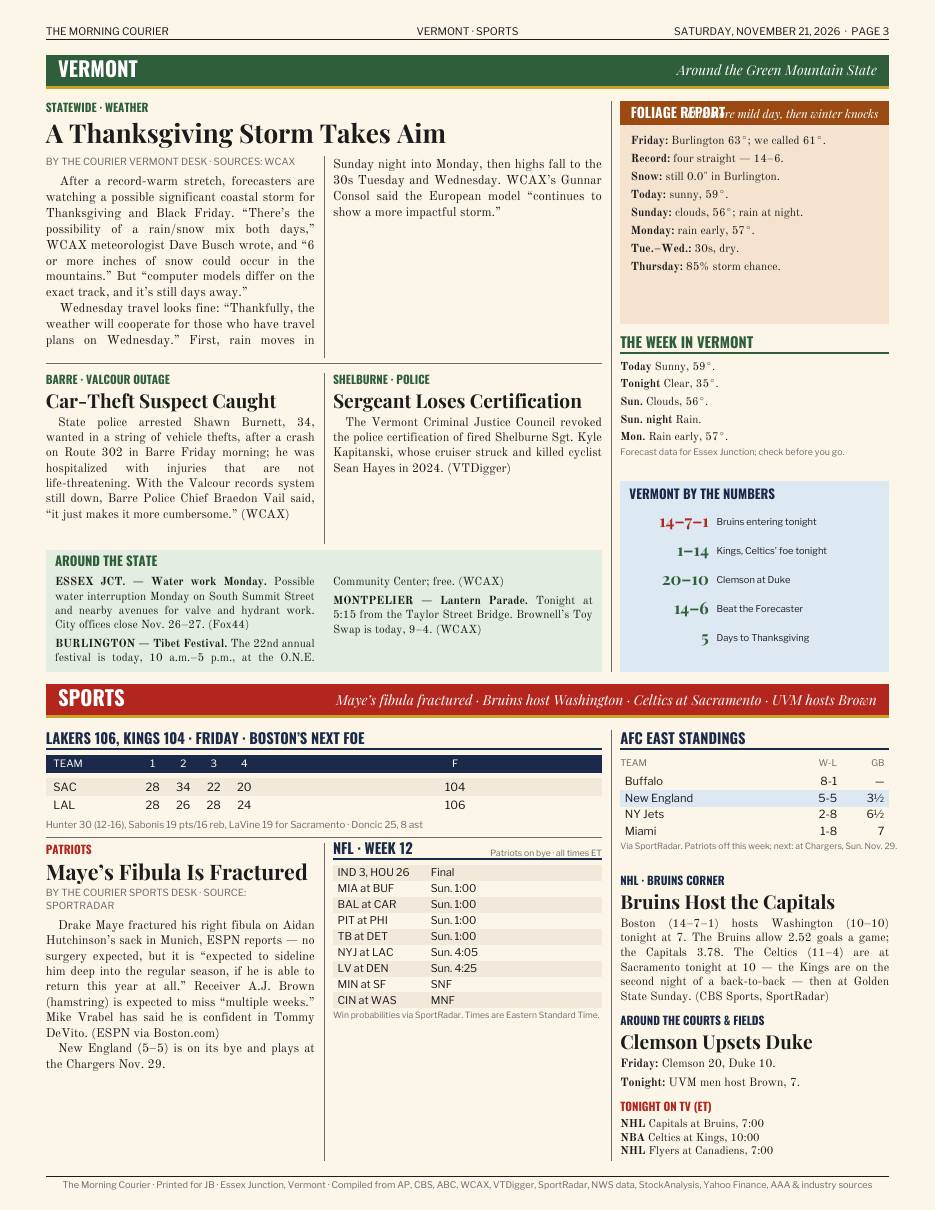 THE MORNING COURIER
VERMONT · SPORTS
SATURDAY, NOVEMBER 21, 2026 · PAGE 3
VERMONT
Around the Green Mountain State
STATEWIDE · WEATHER
A Thanksgiving Storm Takes Aim
BY THE COURIER VERMONT DESK · SOURCES: WCAX
After a record-warm stretch, forecasters are
watching a possible significant coastal storm for
Thanksgiving and Black Friday. “There’s the
possibility of a rain/snow mix both days,”
WCAX meteorologist Dave Busch wrote, and “6
or more inches of snow could occur in the
mountains.” But “computer models differ on the
exact track, and it’s still days away.”
Wednesday travel looks fine: “Thankfully, the
weather will cooperate for those who have travel
plans on Wednesday.” First, rain moves in
Sunday night into Monday, then highs fall to the
30s Tuesday and Wednesday. WCAX’s Gunnar
Consol said the European model “continues to
show a more impactful storm.”
BARRE · VALCOUR OUTAGE
Car-Theft Suspect Caught
State police arrested Shawn Burnett, 34,
wanted in a string of vehicle thefts, after a crash
on Route 302 in Barre Friday morning; he was
hospitalized with injuries that are not
life-threatening. With the Valcour records system
still down, Barre Police Chief Braedon Vail said,
“it just makes it more cumbersome.” (WCAX)
SHELBURNE · POLICE
Sergeant Loses Certification
The Vermont Criminal Justice Council revoked
the police certification of fired Shelburne Sgt. Kyle
Kapitanski, whose cruiser struck and killed cyclist
Sean Hayes in 2024. (VTDigger)
AROUND THE STATE
ESSEX JCT. — Water work Monday. Possible
water interruption Monday on South Summit Street
and nearby avenues for valve and hydrant work.
City offices close Nov. 26–27. (Fox44)
BURLINGTON — Tibet Festival. The 22nd annual
festival is today, 10 a.m.–5 p.m., at the O.N.E.
Community Center; free. (WCAX)
MONTPELIER — Lantern Parade. Tonight at
5:15 from the Taylor Street Bridge. Brownell’s Toy
Swap is today, 9–4. (WCAX)
FOLIAGE REPORT
more mild day, then winter knocks
Friday: Burlington 63°; we called 61°.
Record: four straight — 14–6.
Snow: still 0.0" in Burlington.
Today: sunny, 59°.
Sunday: clouds, 56°; rain at night.
Monday: rain early, 57°.
Tue.–Wed.: 30s, dry.
Thursday: 85% storm chance.
THE WEEK IN VERMONT
Today Sunny, 59°.
Tonight Clear, 35°.
Sun. Clouds, 56°.
Sun. night Rain.
Mon. Rain early, 57°.
Forecast data for Essex Junction; check before you go.
VERMONT BY THE NUMBERS
14–7–1 Bruins entering tonight
1–14 Kings, Celtics’ foe tonight
20–10 Clemson at Duke
14–6 Beat the Forecaster
5 Days to Thanksgiving
SPORTS
Maye’s fibula fractured · Bruins host Washington · Celtics at Sacramento · UVM hosts Brown
LAKERS 106, KINGS 104 · FRIDAY · BOSTON’S NEXT FOE
TEAM 1 2 3 4 F
SAC 28 34 22 20 104
LAL 28 26 28 24 106
Hunter 30 (12-16), Sabonis 19 pts/16 reb, LaVine 19 for Sacramento · Doncic 25, 8 ast
PATRIOTS
Maye’s Fibula Is Fractured
BY THE COURIER SPORTS DESK · SOURCE:
SPORTRADAR
Drake Maye fractured his right fibula on Aidan
Hutchinson’s sack in Munich, ESPN reports — no
surgery expected, but it is “expected to sideline
him deep into the regular season, if he is able to
return this year at all.” Receiver A.J. Brown
(hamstring) is expected to miss “multiple weeks.”
Mike Vrabel has said he is confident in Tommy
DeVito. (ESPN via Boston.com)
New England (5–5) is on its bye and plays at
the Chargers Nov. 29.
NFL · WEEK 12
Patriots on bye · all times ET
IND 3, HOU 26 Final
MIA at BUF Sun. 1:00
BAL at CAR Sun. 1:00
PIT at PHI Sun. 1:00
TB at DET Sun. 1:00
NYJ at LAC Sun. 4:05
LV at DEN Sun. 4:25
MIN at SF SNF
CIN at WAS MNF
Win probabilities via SportRadar. Times are Eastern Standard Time.
AFC EAST STANDINGS
TEAM W-L GB
Buffalo 8-1 —
New England 5-5 3½
NY Jets 2-8 6½
Miami 1-8 7
Via SportRadar. Patriots off this week; next: at Chargers, Sun. Nov. 29.
NHL · BRUINS CORNER
Bruins Host the Capitals
Boston (14–7–1) hosts Washington (10–10)
tonight at 7. The Bruins allow 2.52 goals a game;
the Capitals 3.78. The Celtics (11–4) are at
Sacramento tonight at 10 — the Kings are on the
second night of a back-to-back — then at Golden
State Sunday. (CBS Sports, SportRadar)
AROUND THE COURTS & FIELDS
Clemson Upsets Duke
Friday: Clemson 20, Duke 10.
Tonight: UVM men host Brown, 7.
TONIGHT ON TV (ET)
NHL Capitals at Bruins, 7:00
NBA Celtics at Kings, 10:00
NHL Flyers at Canadiens, 7:00
The Morning Courier · Printed for JB · Essex Junction, Vermont · Compiled from AP, CBS, ABC, WCAX, VTDigger, SportRadar, NWS data, StockAnalysis, Yahoo Finance, AAA & industry sources